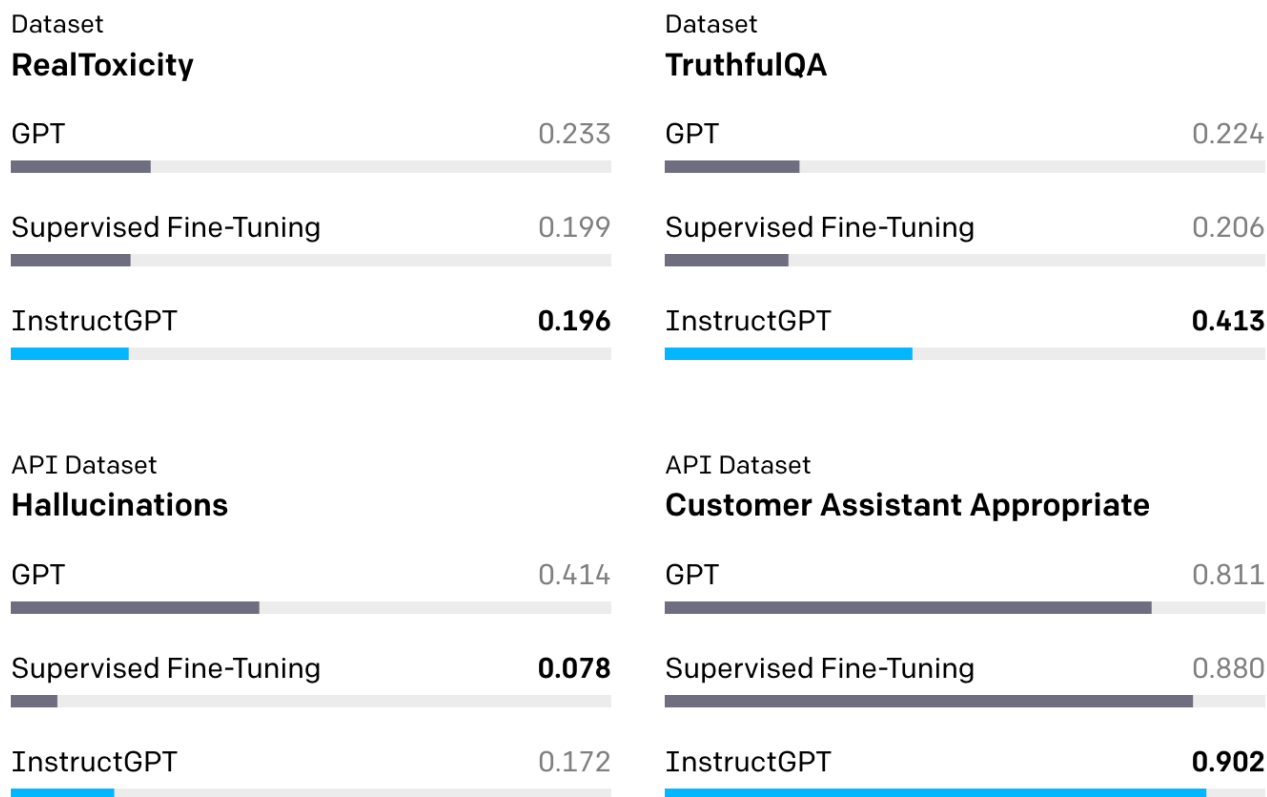 Dataset
RealToxicity
GPT 0.233
Supervised Fine-Tuning 0.199
InstructGPT 0.196
Dataset
TruthfulQA
GPT 0.224
Supervised Fine-Tuning 0.206
InstructGPT 0.413
API Dataset
Hallucinations
GPT 0.414
Supervised Fine-Tuning 0.078
InstructGPT 0.172
API Dataset
Customer Assistant Appropriate
GPT 0.811
Supervised Fine-Tuning 0.880
InstructGPT 0.902